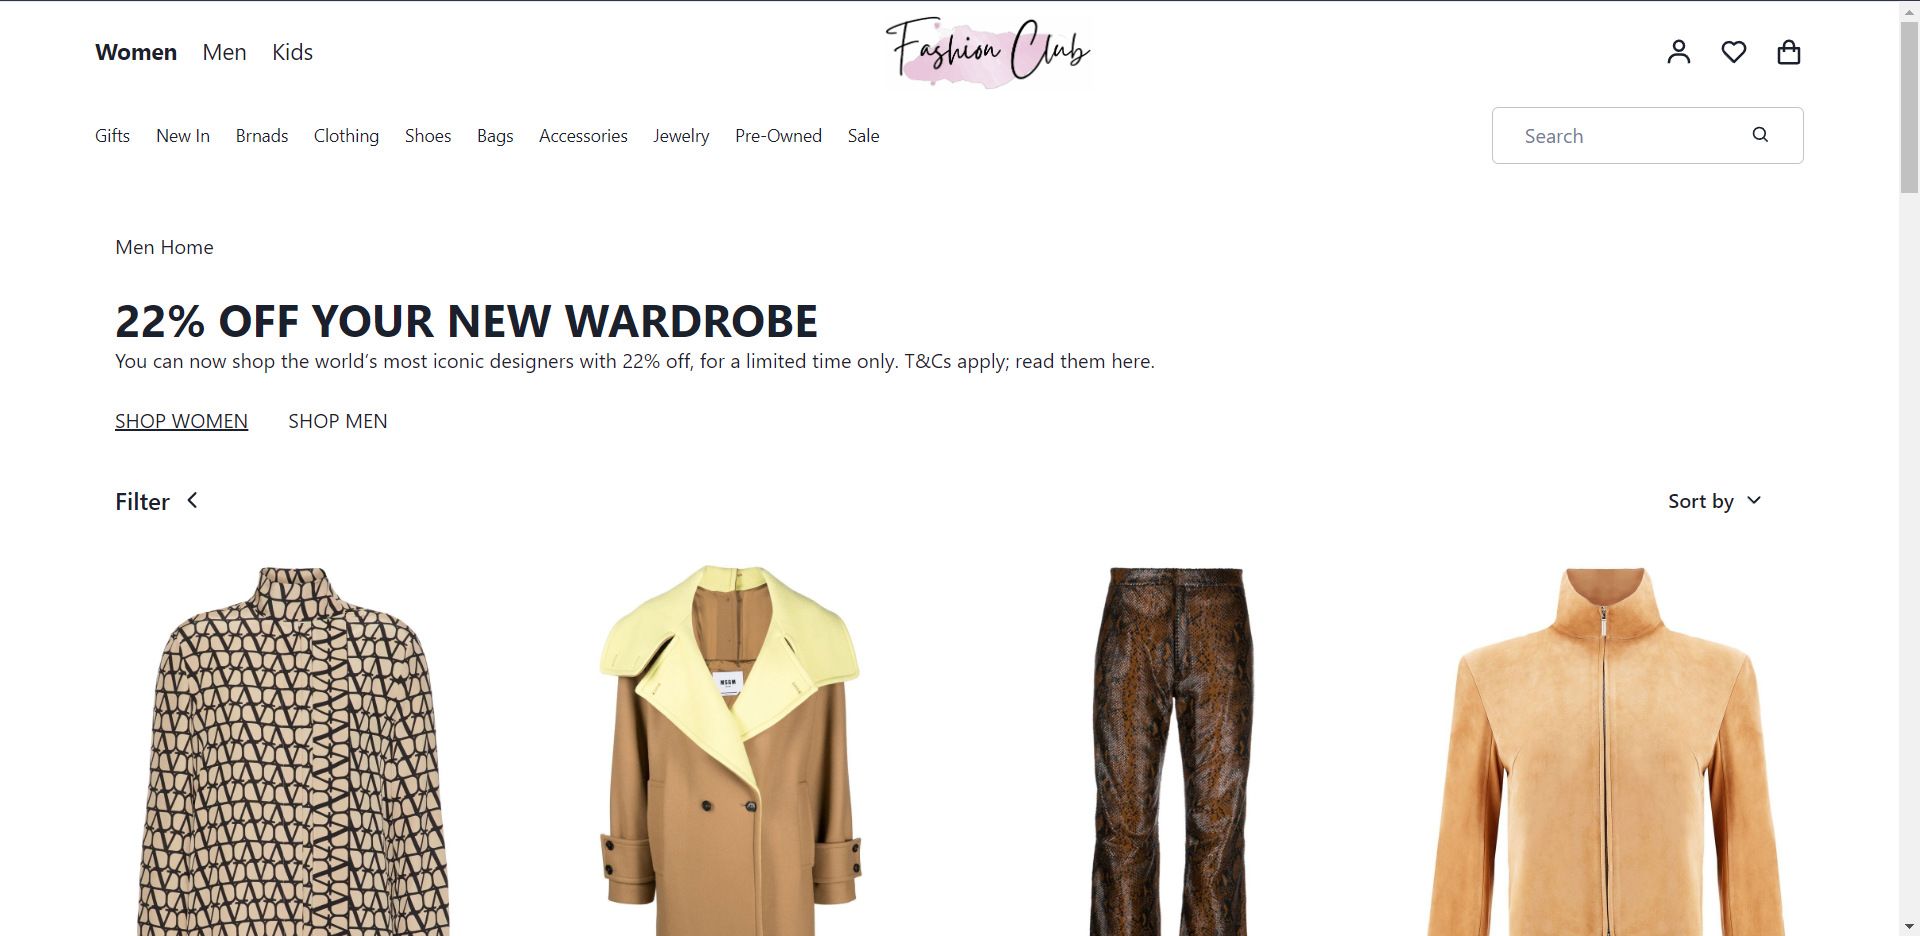 Women Men Kids
Fashion Club
Gifts New In Brnads Clothing Shoes Bags Accessories Jewelry Pre-Owned Sale
Search
Men Home
22% OFF YOUR NEW WARDROBE
You can now shop the world’s most iconic designers with 22% off, for a limited time only. T&Cs apply; read them here.
SHOP WOMEN SHOP MEN
Filter
Sort by
MSGM